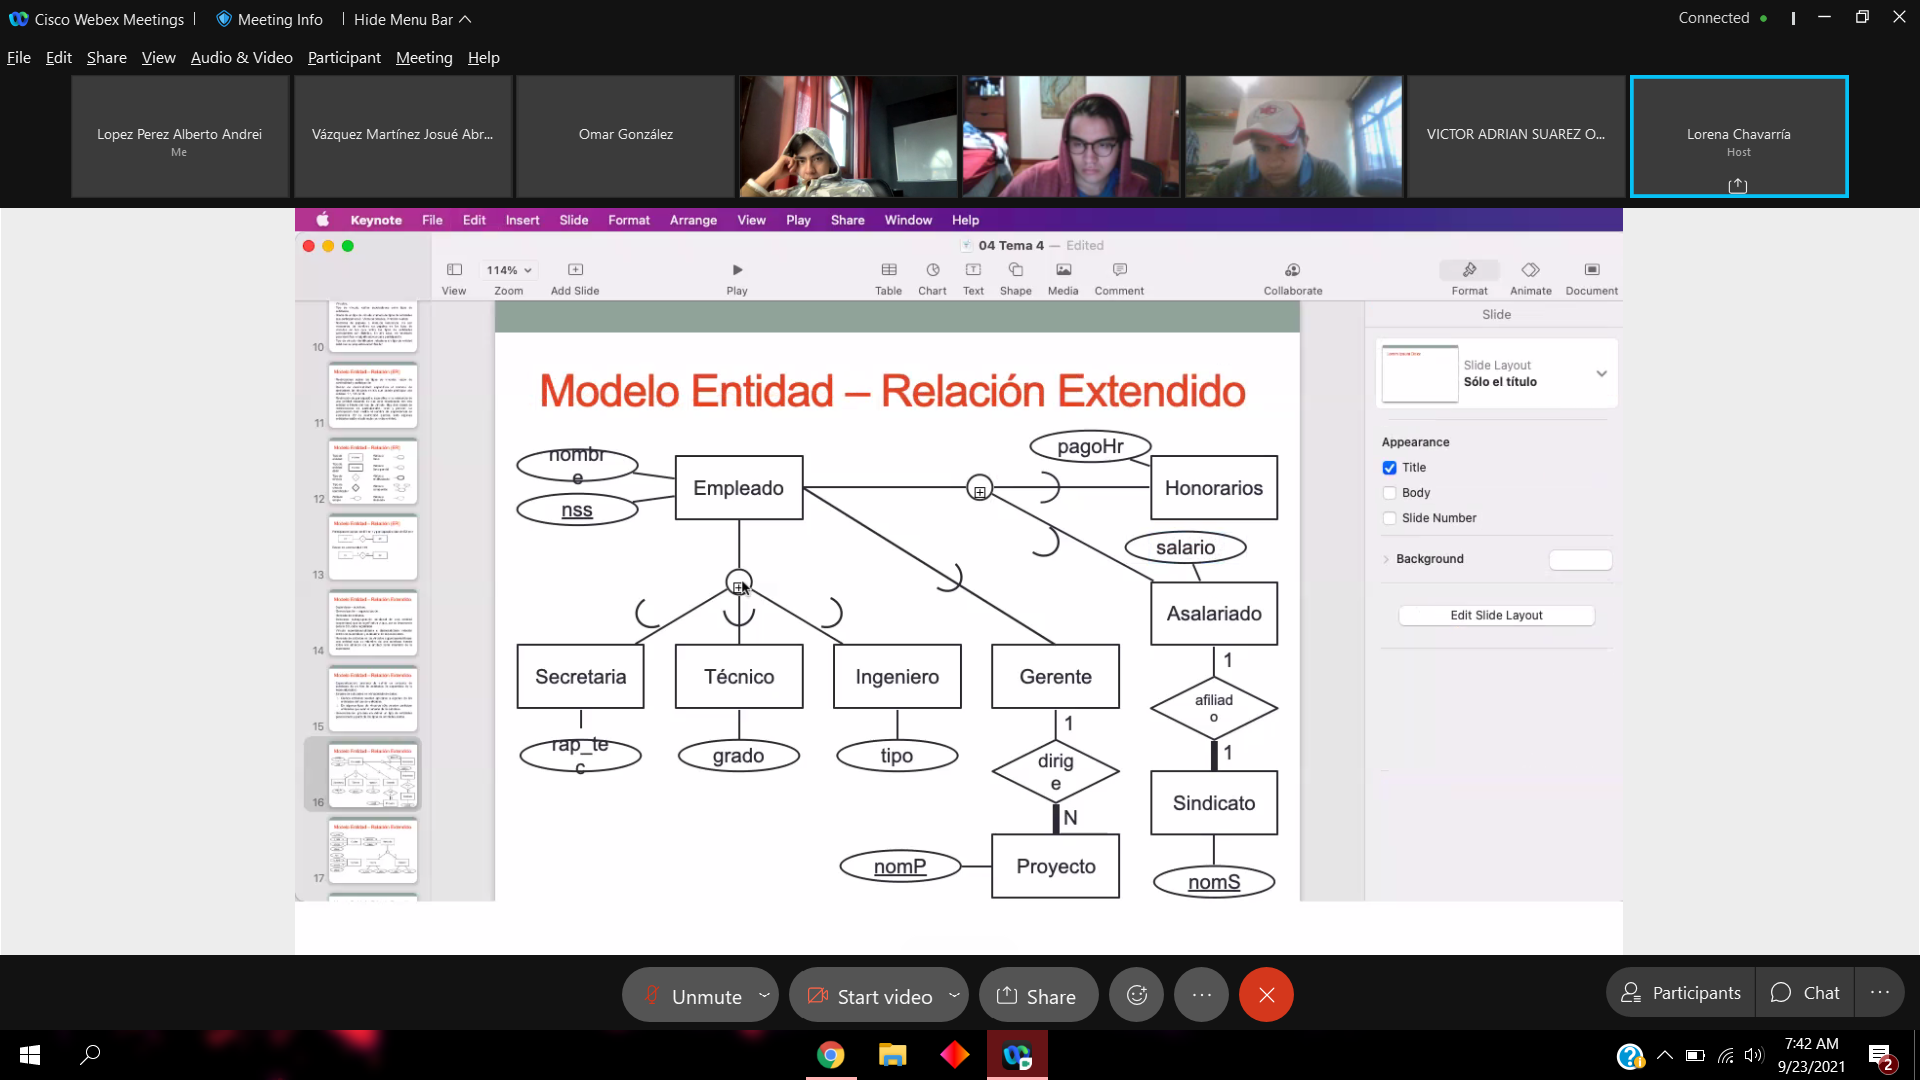 Cisco Webex Meetings
Meeting Info
Hide Menu Bar
Connected
File Edit Share View Audio & Video Participant Meeting Help
Lopez Perez Alberto Andrei
Me
Vázquez Martínez Josué Abr...
Omar González
VICTOR ADRIAN SUAREZ O...
Lorena Chavarría
Host
Keynote File Edit Insert Slide Format Arrange View Play Share Window Help
04 Tema 4 — Edited
114%
View Zoom Add Slide Play Table Chart Text Shape Media Comment Collaborate Format Animate Document
10
11
12
13
14
15
16
17
Modelo Entidad – Relación Extendido
nombr
e
nss
Empleado
pagoHr
Honorarios
salario
Asalariado
Secretaria
Técnico
Ingeniero
Gerente
1
afiliad
o
1
rap_te
c
grado
tipo
1
dirig
e
N
Sindicato
nomP
Proyecto
nomS
Slide
Slide Layout
Sólo el título
Appearance
Title
Body
Slide Number
Background
Edit Slide Layout
Unmute
Start video
Share
Participants
Chat
7:42 AM
9/23/2021
2